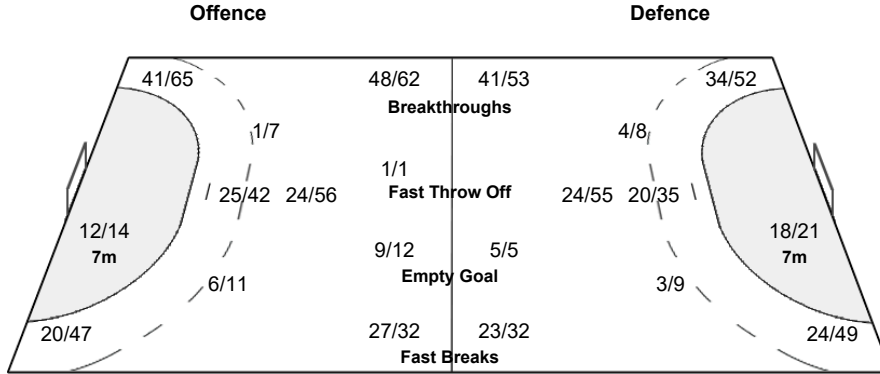 Offence Defence
41/65 48/62 41/53 34/52
Breakthroughs
1/7 4/8
1/1
25/42 24/56 Fast Throw Off 24/55 20/35
12/14 18/21
7m 7m
9/12 5/5
Empty Goal
6/11 3/9
20/47 27/32 23/32 24/49
Fast Breaks